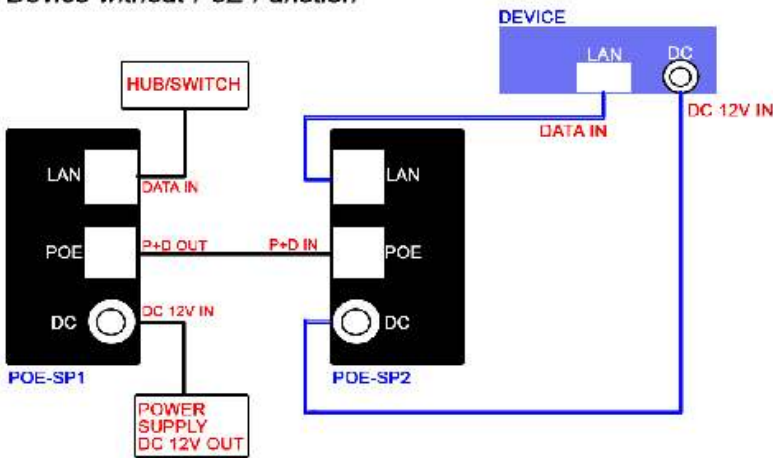 DEVICE
LAN
DC
HUB/SWITCH
DC 12V IN
DATA IN
LAN
DATA IN
LAN
POE
P+D OUT
P+D IN
POE
DC 12V IN
DC
DC
POE-SP1
POE-SP2
POWER
SUPPLY
DC 12V OUT